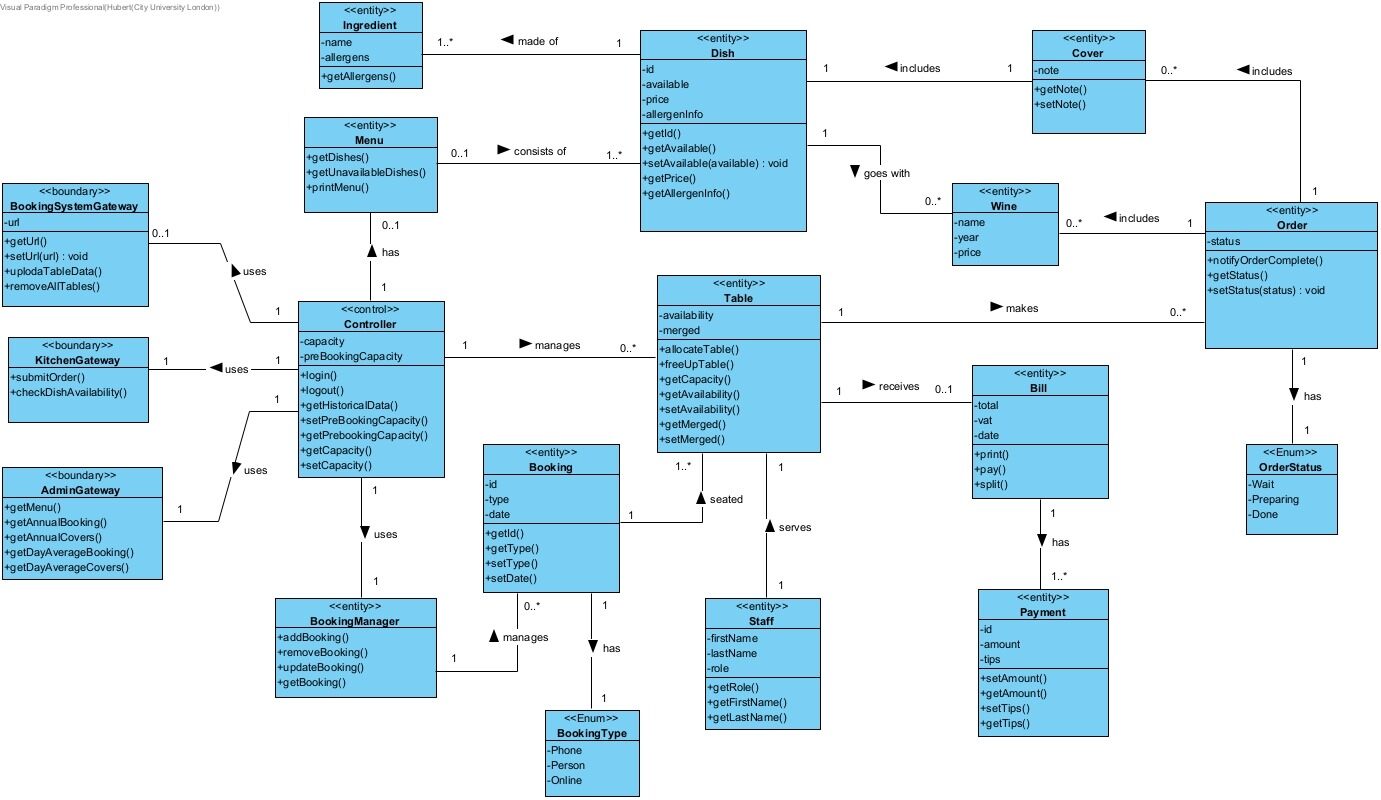 Visual Paradigm Professional(Hubert(City University London))
<<entity>>
Ingredient
-name
-allergens
+getAllergens()
1..*
made of
1
<<entity>>
Dish
-id
-available
-price
-allergenInfo
+getId()
+getAvailable()
+setAvailable(available) : void
+getPrice()
+getAllergenInfo()
1
includes
1
<<entity>>
Cover
-note
+getNote()
+setNote()
0..*
includes
1
<<entity>>
Menu
+getDishes()
+getUnavailableDishes()
+printMenu()
0..1
consists of
1..*
1
goes with
0..*
<<entity>>
Wine
-name
-year
-price
0..*
includes
1
<<entity>>
Order
-status
+notifyOrderComplete()
+getStatus()
+setStatus(status) : void
<<boundary>>
BookingSystemGateway
-url
+getUrl()
+setUrl(url) : void
+uplodaTableData()
+removeAllTables()
0..1
uses
1
0..1
has
1
<<control>>
Controller
-capacity
-preBookingCapacity
+login()
+logout()
+getHistoricalData()
+setPreBookingCapacity()
+getPrebookingCapacity()
+getCapacity()
+setCapacity()
1
manages
0..*
<<entity>>
Table
-availability
-merged
+allocateTable()
+freeUpTable()
+getCapacity()
+getAvailability()
+setAvailability()
+getMerged()
+setMerged()
1
makes
0..*
<<boundary>>
KitchenGateway
+submitOrder()
+checkDishAvailability()
1
uses
1
1
receives
0..1
<<entity>>
Bill
-total
-vat
-date
+print()
+pay()
+split()
1
has
1
<<Enum>>
OrderStatus
-Wait
-Preparing
-Done
<<boundary>>
AdminGateway
+getMenu()
+getAnnualBooking()
+getAnnualCovers()
+getDayAverageBooking()
+getDayAverageCovers()
1
uses
1
1
uses
1
<<entity>>
Booking
-id
-type
-date
+getId()
+getType()
+setType()
+setDate()
1
seated
1..*
1
serves
1
<<entity>>
BookingManager
+addBooking()
+removeBooking()
+updateBooking()
+getBooking()
1
manages
0..*
1
has
1
<<Enum>>
BookingType
-Phone
-Person
-Online
<<entity>>
Staff
-firstName
-lastName
-role
+getRole()
+getFirstName()
+getLastName()
1
has
1..*
<<entity>>
Payment
-id
-amount
-tips
+setAmount()
+getAmount()
+setTips()
+getTips()